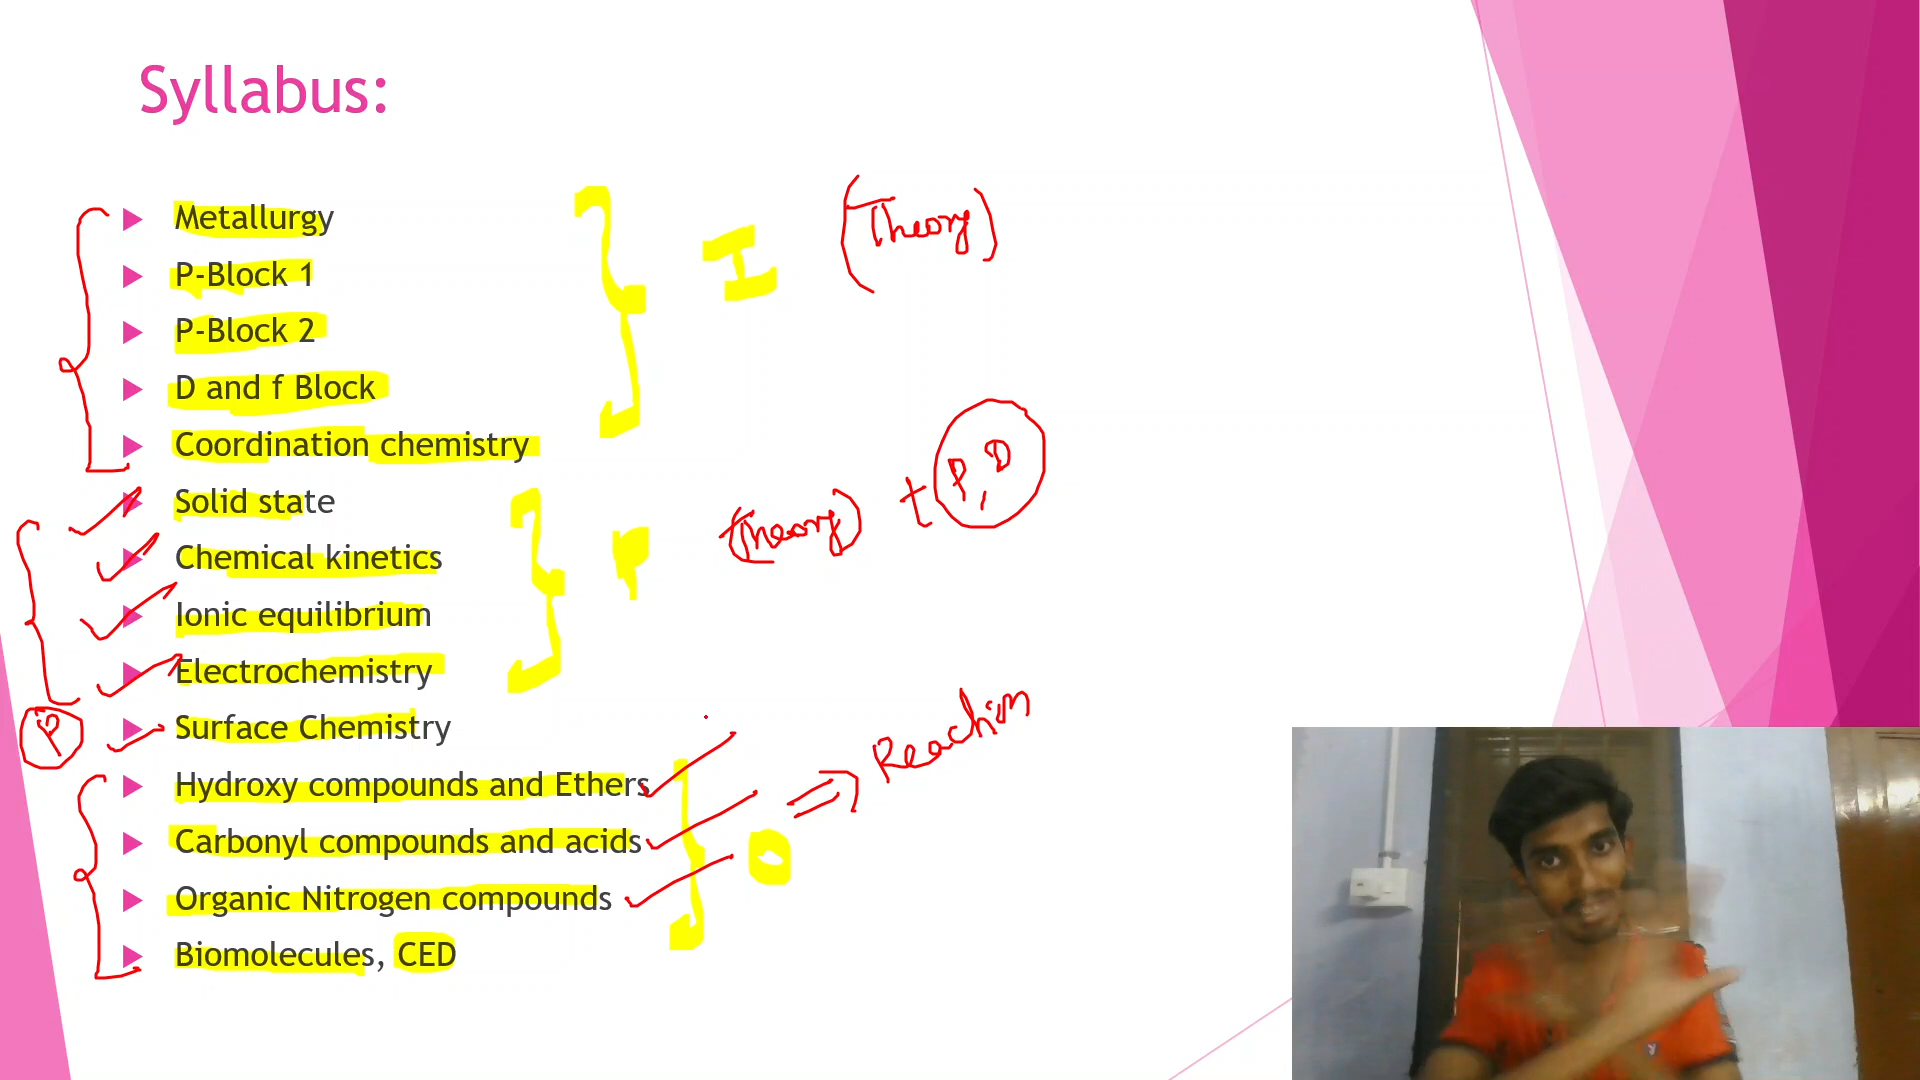 Syllabus:
Metallurgy
I
(Theory)
P-Block 1
P-Block 2
D and f Block
Coordination chemistry
P, D
Solid state
Chemical kinetics
P
(Theory)
Ionic equilibrium
Electrochemistry
Surface Chemistry
Reaction
Hydroxy compounds and Ethers
Carbonyl compounds and acids
O
Organic Nitrogen compounds
Biomolecules, CED